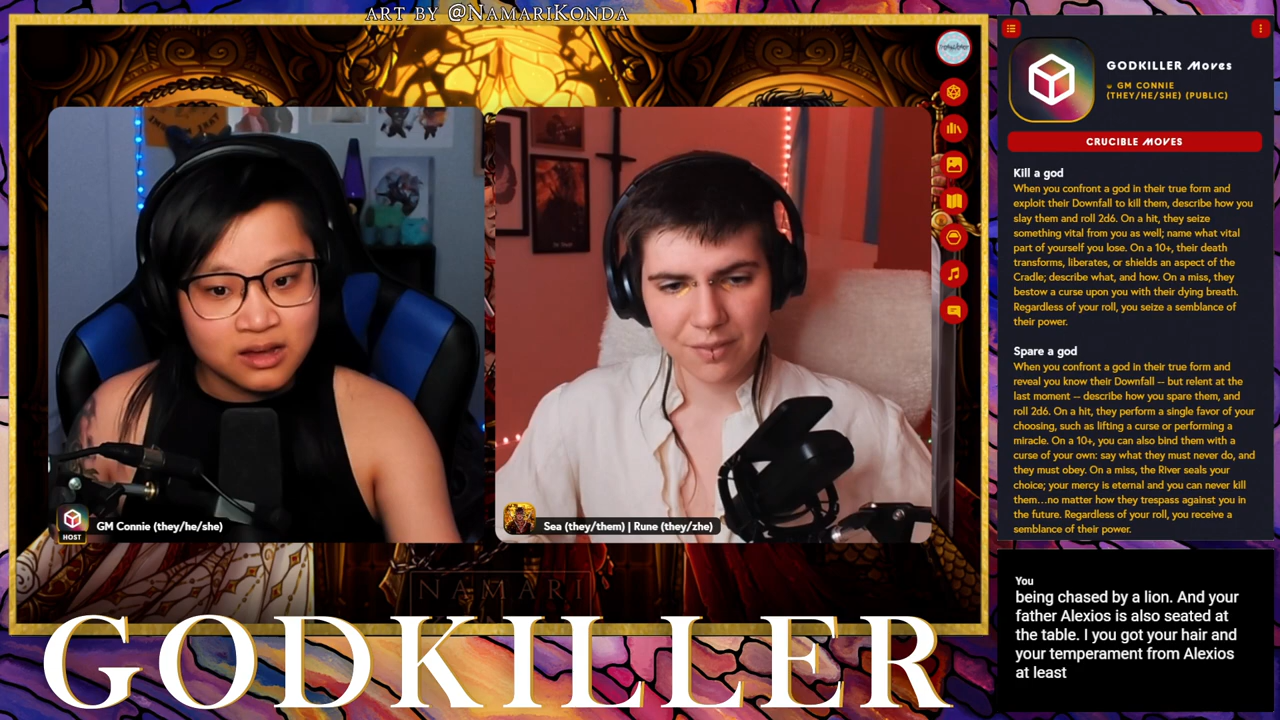 ART BY @NAMARIKONDA
GODKILLER Moves
GM CONNIE
(THEY/HE/SHE) (PUBLIC)
CRUCIBLE MOVES
Kill a god
When you confront a god in their true form and
exploit their Downfall to kill them, describe how you
slay them and roll 2d6. On a hit, they seize
something vital from you as well; name what vital
part of yourself you lose. On a 10+, their death
transforms, liberates, or shields an aspect of the
Cradle; describe what, and how. On a miss, they
bestow a curse upon you with their dying breath.
Regardless of your roll, you seize a semblance of
their power.
Spare a god
When you confront a god in their true form and
reveal you know their Downfall -- but relent at the
last moment -- describe how you spare them, and
roll 2d6. On a hit, they perform a single favor of your
choosing, such as lifting a curse or performing a
miracle. On a 10+, you can also bind them with a
curse of your own: say what they must never do, and
they must obey. On a miss, the River seals your
choice; your mercy is eternal and you can never kill
them...no matter how they trespass against you in
the future. Regardless of your roll, you receive a
semblance of their power.
GM Connie (they/he/she)
HOST
Sea (they/them) | Rune (they/zhe)
NAMARI
GODKILLER
You
being chased by a lion. And your
father Alexios is also seated at
the table. I you got your hair and
your temperament from Alexios
at least